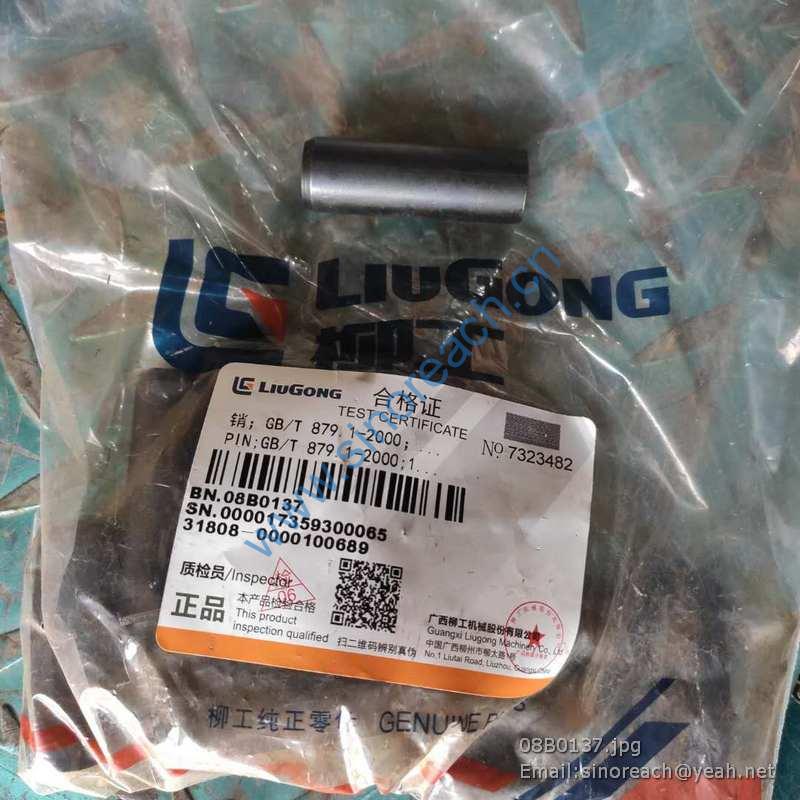 LIUGONG
柳工
LIUGONG
合格证
TEST CERTIFICATE
销; GB/T 879.1-2000; ...
PIN;GB/T 879. -2000;1...
No 7323482
BN.08B0137
SN.000017359300065
31808-0000100689
质检员/Inspector
06
正品
本产品检验合格
This product
inspection qualified
扫二维码辨别真伪
广西柳工机械股份有限公司
Guangxi Liugong Machinery Co., Ltd
中国广西柳州市柳太路1号
No.1 Liutai Road, Liuzhou, Guangxi
柳工纯正零件 GENUINE
www.sinoreach.cn
08B0137.jpg
Email:sinoreach@yeah.net